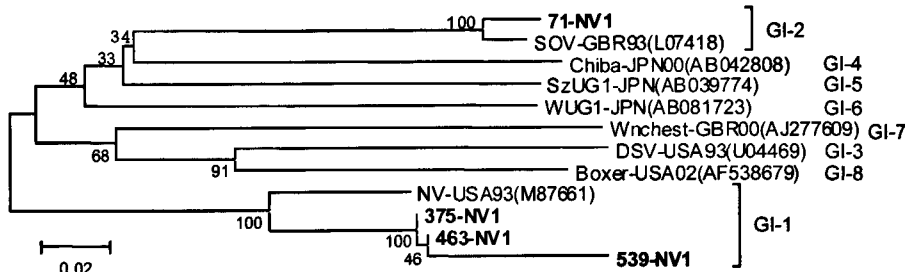 100
71-NV1
SOV-GBR93(L07418)
GI-2
34
Chiba-JPN00(AB042808) GI-4
33
SzUG1-JPN(AB039774) GI-5
48
WUG1-JPN(AB081723) GI-6
Wnchest-GBR00(AJ277609) GI-7
68
DSV-USA93(U04469) GI-3
91
Boxer-USA02(AF538679) GI-8
NV-USA93(M87661)
100
375-NV1
GI-1
100
463-NV1
46
539-NV1
0.02